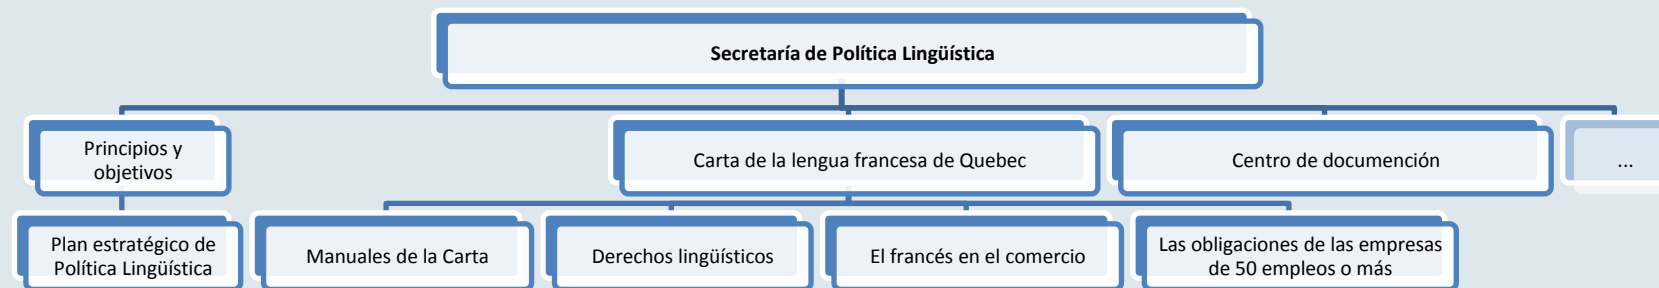 Secretaría de Política Lingüística
Principios y
objetivos
Carta de la lengua francesa de Quebec
Centro de documención
...
Plan estratégico de
Política Lingüística
Manuales de la Carta
Derechos lingüísticos
El francés en el comercio
Las obligaciones de las empresas
de 50 empleos o más